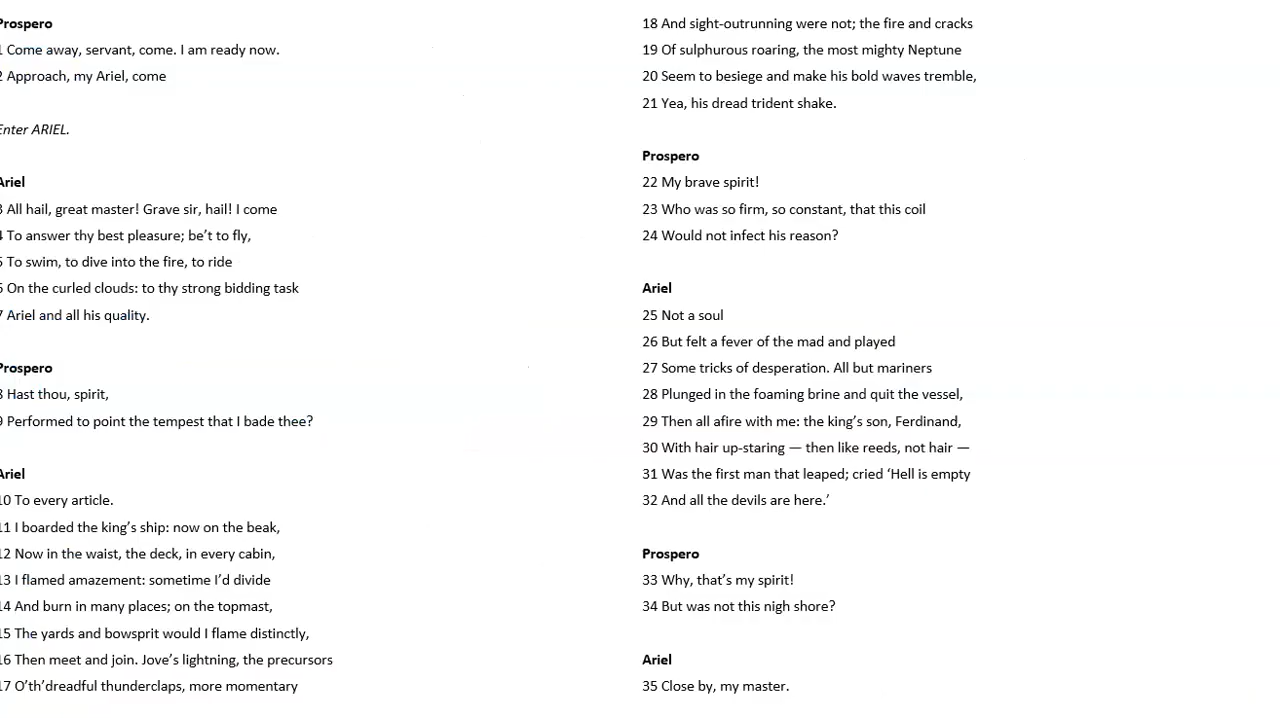 Prospero
1 Come away, servant, come. I am ready now.
2 Approach, my Ariel, come
Enter ARIEL.
Ariel
3 All hail, great master! Grave sir, hail! I come
4 To answer thy best pleasure; be’t to fly,
5 To swim, to dive into the fire, to ride
6 On the curled clouds: to thy strong bidding task
7 Ariel and all his quality.
Prospero
8 Hast thou, spirit,
9 Performed to point the tempest that I bade thee?
Ariel
10 To every article.
11 I boarded the king’s ship: now on the beak,
12 Now in the waist, the deck, in every cabin,
13 I flamed amazement: sometime I’d divide
14 And burn in many places; on the topmast,
15 The yards and bowsprit would I flame distinctly,
16 Then meet and join. Jove’s lightning, the precursors
17 O’th’dreadful thunderclaps, more momentary
18 And sight-outrunning were not; the fire and cracks
19 Of sulphurous roaring, the most mighty Neptune
20 Seem to besiege and make his bold waves tremble,
21 Yea, his dread trident shake.
Prospero
22 My brave spirit!
23 Who was so firm, so constant, that this coil
24 Would not infect his reason?
Ariel
25 Not a soul
26 But felt a fever of the mad and played
27 Some tricks of desperation. All but mariners
28 Plunged in the foaming brine and quit the vessel,
29 Then all afire with me: the king’s son, Ferdinand,
30 With hair up-staring — then like reeds, not hair —
31 Was the first man that leaped; cried ‘Hell is empty
32 And all the devils are here.’
Prospero
33 Why, that’s my spirit!
34 But was not this nigh shore?
Ariel
35 Close by, my master.